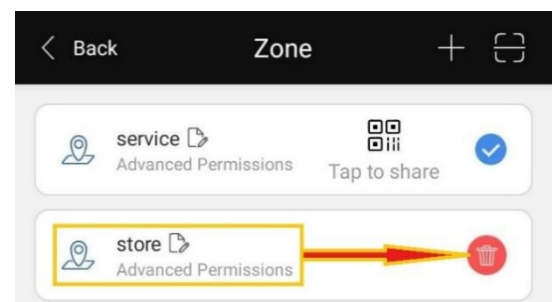 Back
Zone
service
Advanced Permissions
Tap to share
store
Advanced Permissions